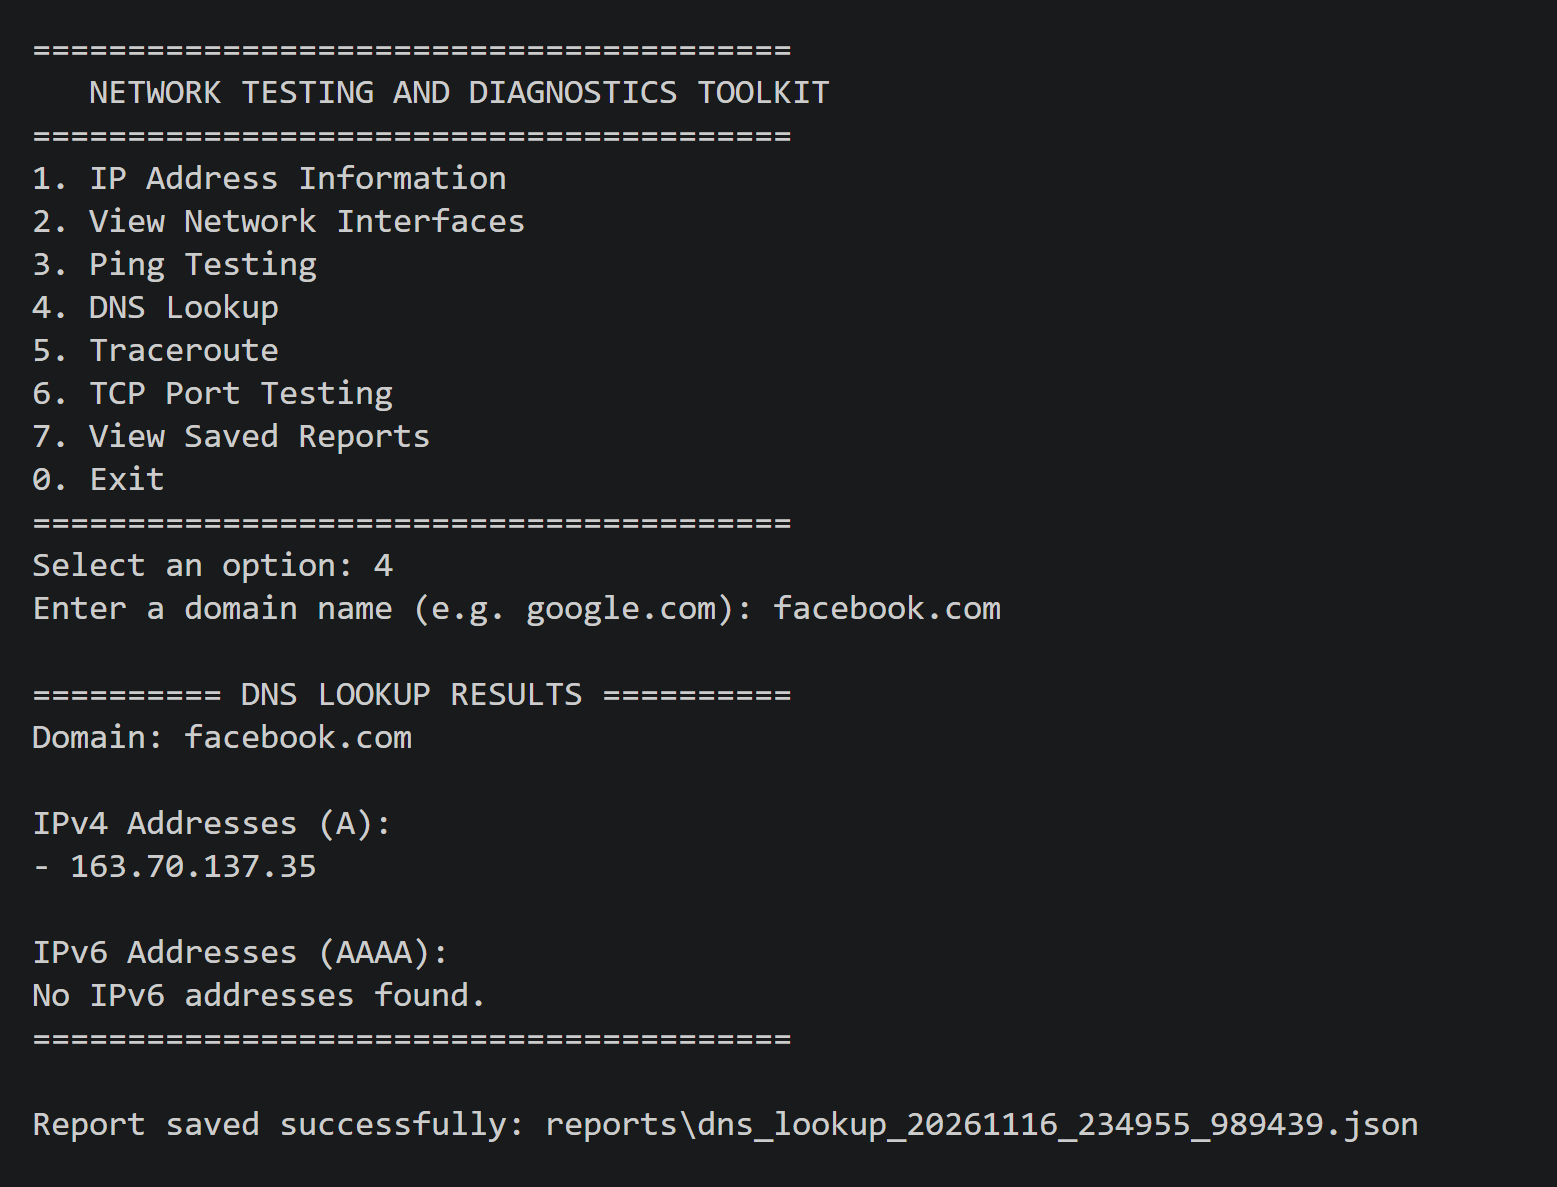 ========================================
   NETWORK TESTING AND DIAGNOSTICS TOOLKIT
========================================
1. IP Address Information
2. View Network Interfaces
3. Ping Testing
4. DNS Lookup
5. Traceroute
6. TCP Port Testing
7. View Saved Reports
0. Exit
========================================
Select an option: 4
Enter a domain name (e.g. google.com): facebook.com

========== DNS LOOKUP RESULTS ==========
Domain: facebook.com

IPv4 Addresses (A):
- 163.70.137.35

IPv6 Addresses (AAAA):
No IPv6 addresses found.
========================================

Report saved successfully: reports\dns_lookup_20261116_234955_989439.json